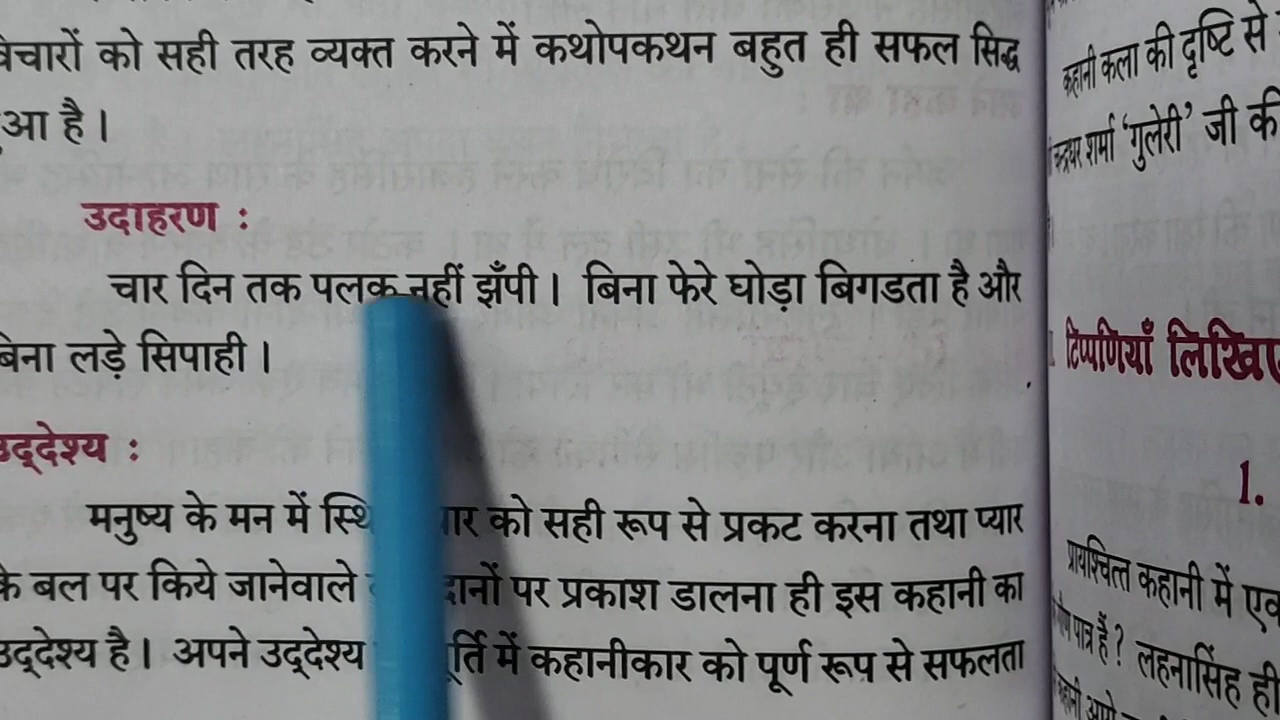 विचारों को सही तरह व्यक्त करने में कथोपकथन बहुत ही सफल सिद्ध
है।
उदाहरण :
चार दिन तक पलक नहीं झँपी। बिना फेरे घोड़ा बिगडता है और
बिना लड़े सिपाही।
उद्देश्य :
मनुष्य के मन में को सही रूप से प्रकट करना तथा प्यार
के बल पर किये जानेवाले पर प्रकाश डालना ही इस कहानी का
उद्देश्य है। अपने उद्देश्य में कहानीकार को पूर्ण रूप से सफलता
कहानी कला की दृष्टि से
शर्मा 'गुलेरी' जी की
टिप्पणियाँ लिखिए
1.
प्रायश्चित्त कहानी में
पात्र हैं? लहनासिंह ही